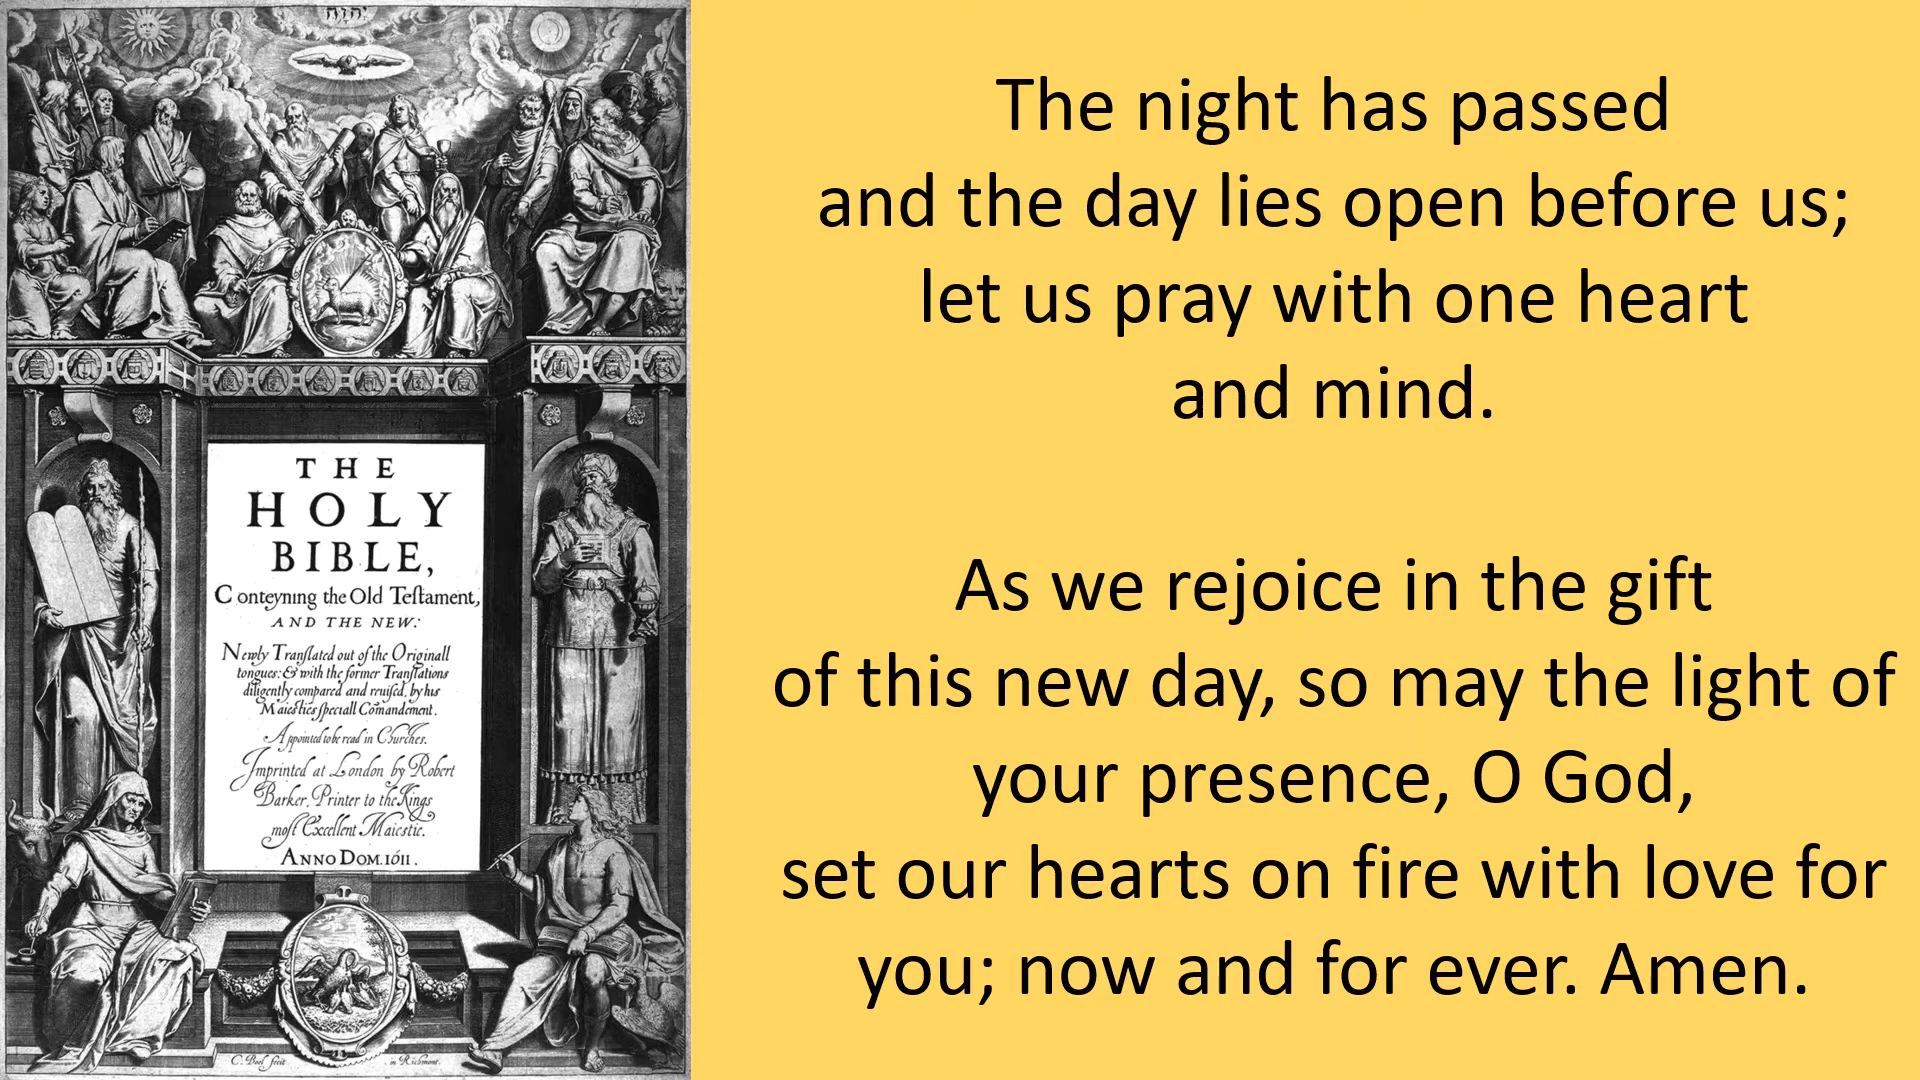 יהוה
THE
HOLY
BIBLE,
Conteyning the Old Teſtament,
AND THE NEW:
Newly Tranſlated out of the Originall
tongues: & with the former Tranſlations
diligently compared and reuiſed, by his
Maieſties ſpeciall Comandement.
Appointed to be read in Churches.
Imprinted at London by Robert
Barker, Printer to the Kings
moſt Excellent Maiestie.
ANNO DOM. 1611.
C. Boel fecit in Richmont.
The night has passed
and the day lies open before us;
let us pray with one heart
and mind.
As we rejoice in the gift
of this new day, so may the light of
your presence, O God,
set our hearts on fire with love for
you; now and for ever. Amen.